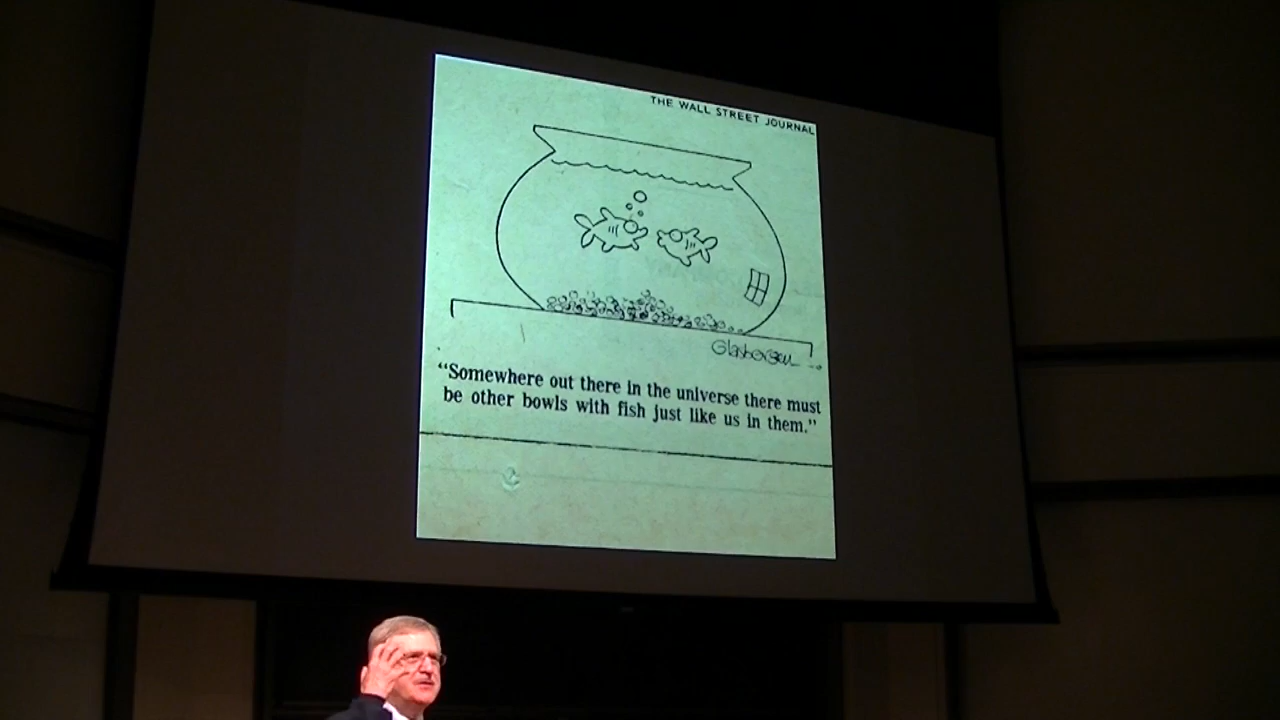 THE WALL STREET JOURNAL
Glasbergen
“Somewhere out there in the universe there must
be other bowls with fish just like us in them.”